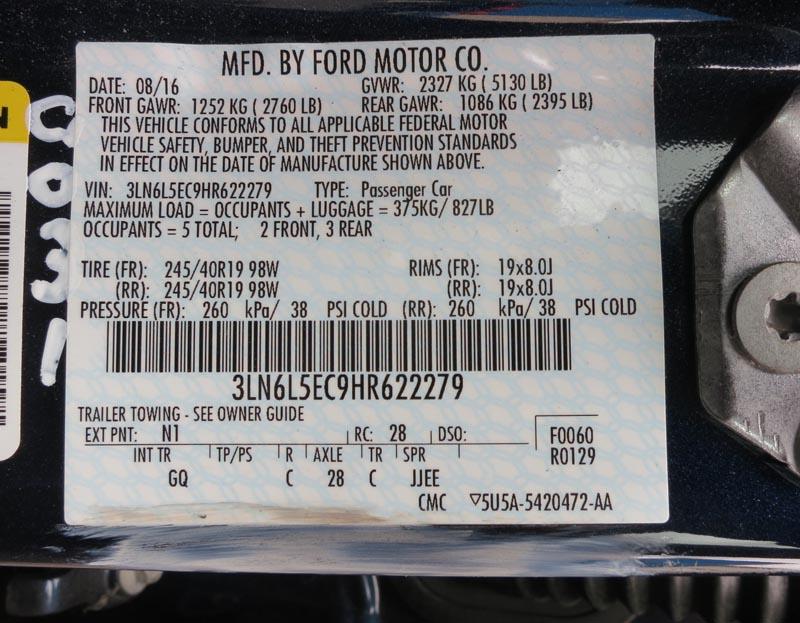 MFD. BY FORD MOTOR CO.
DATE: 08/16 GVWR: 2327 KG ( 5130 LB)
FRONT GAWR: 1252 KG ( 2760 LB) REAR GAWR: 1086 KG ( 2395 LB)
THIS VEHICLE CONFORMS TO ALL APPLICABLE FEDERAL MOTOR
VEHICLE SAFETY, BUMPER, AND THEFT PREVENTION STANDARDS
IN EFFECT ON THE DATE OF MANUFACTURE SHOWN ABOVE.
VIN: 3LN6L5EC9HR622279 TYPE: Passenger Car
MAXIMUM LOAD = OCCUPANTS + LUGGAGE = 375KG/ 827LB
OCCUPANTS = 5 TOTAL; 2 FRONT, 3 REAR
TIRE (FR): 245/40R19 98W RIMS (FR): 19x8.0J
(RR): 245/40R19 98W (RR): 19x8.0J
PRESSURE (FR): 260 kPa/ 38 PSI COLD (RR): 260 kPa/ 38 PSI COLD
3LN6L5EC9HR622279
TRAILER TOWING - SEE OWNER GUIDE
EXT PNT: N1 RC: 28 DSO: F0060
INT TR TP/PS R AXLE TR SPR R0129
GQ C 28 C JJEE
CMC ▽5U5A-5420472-AA